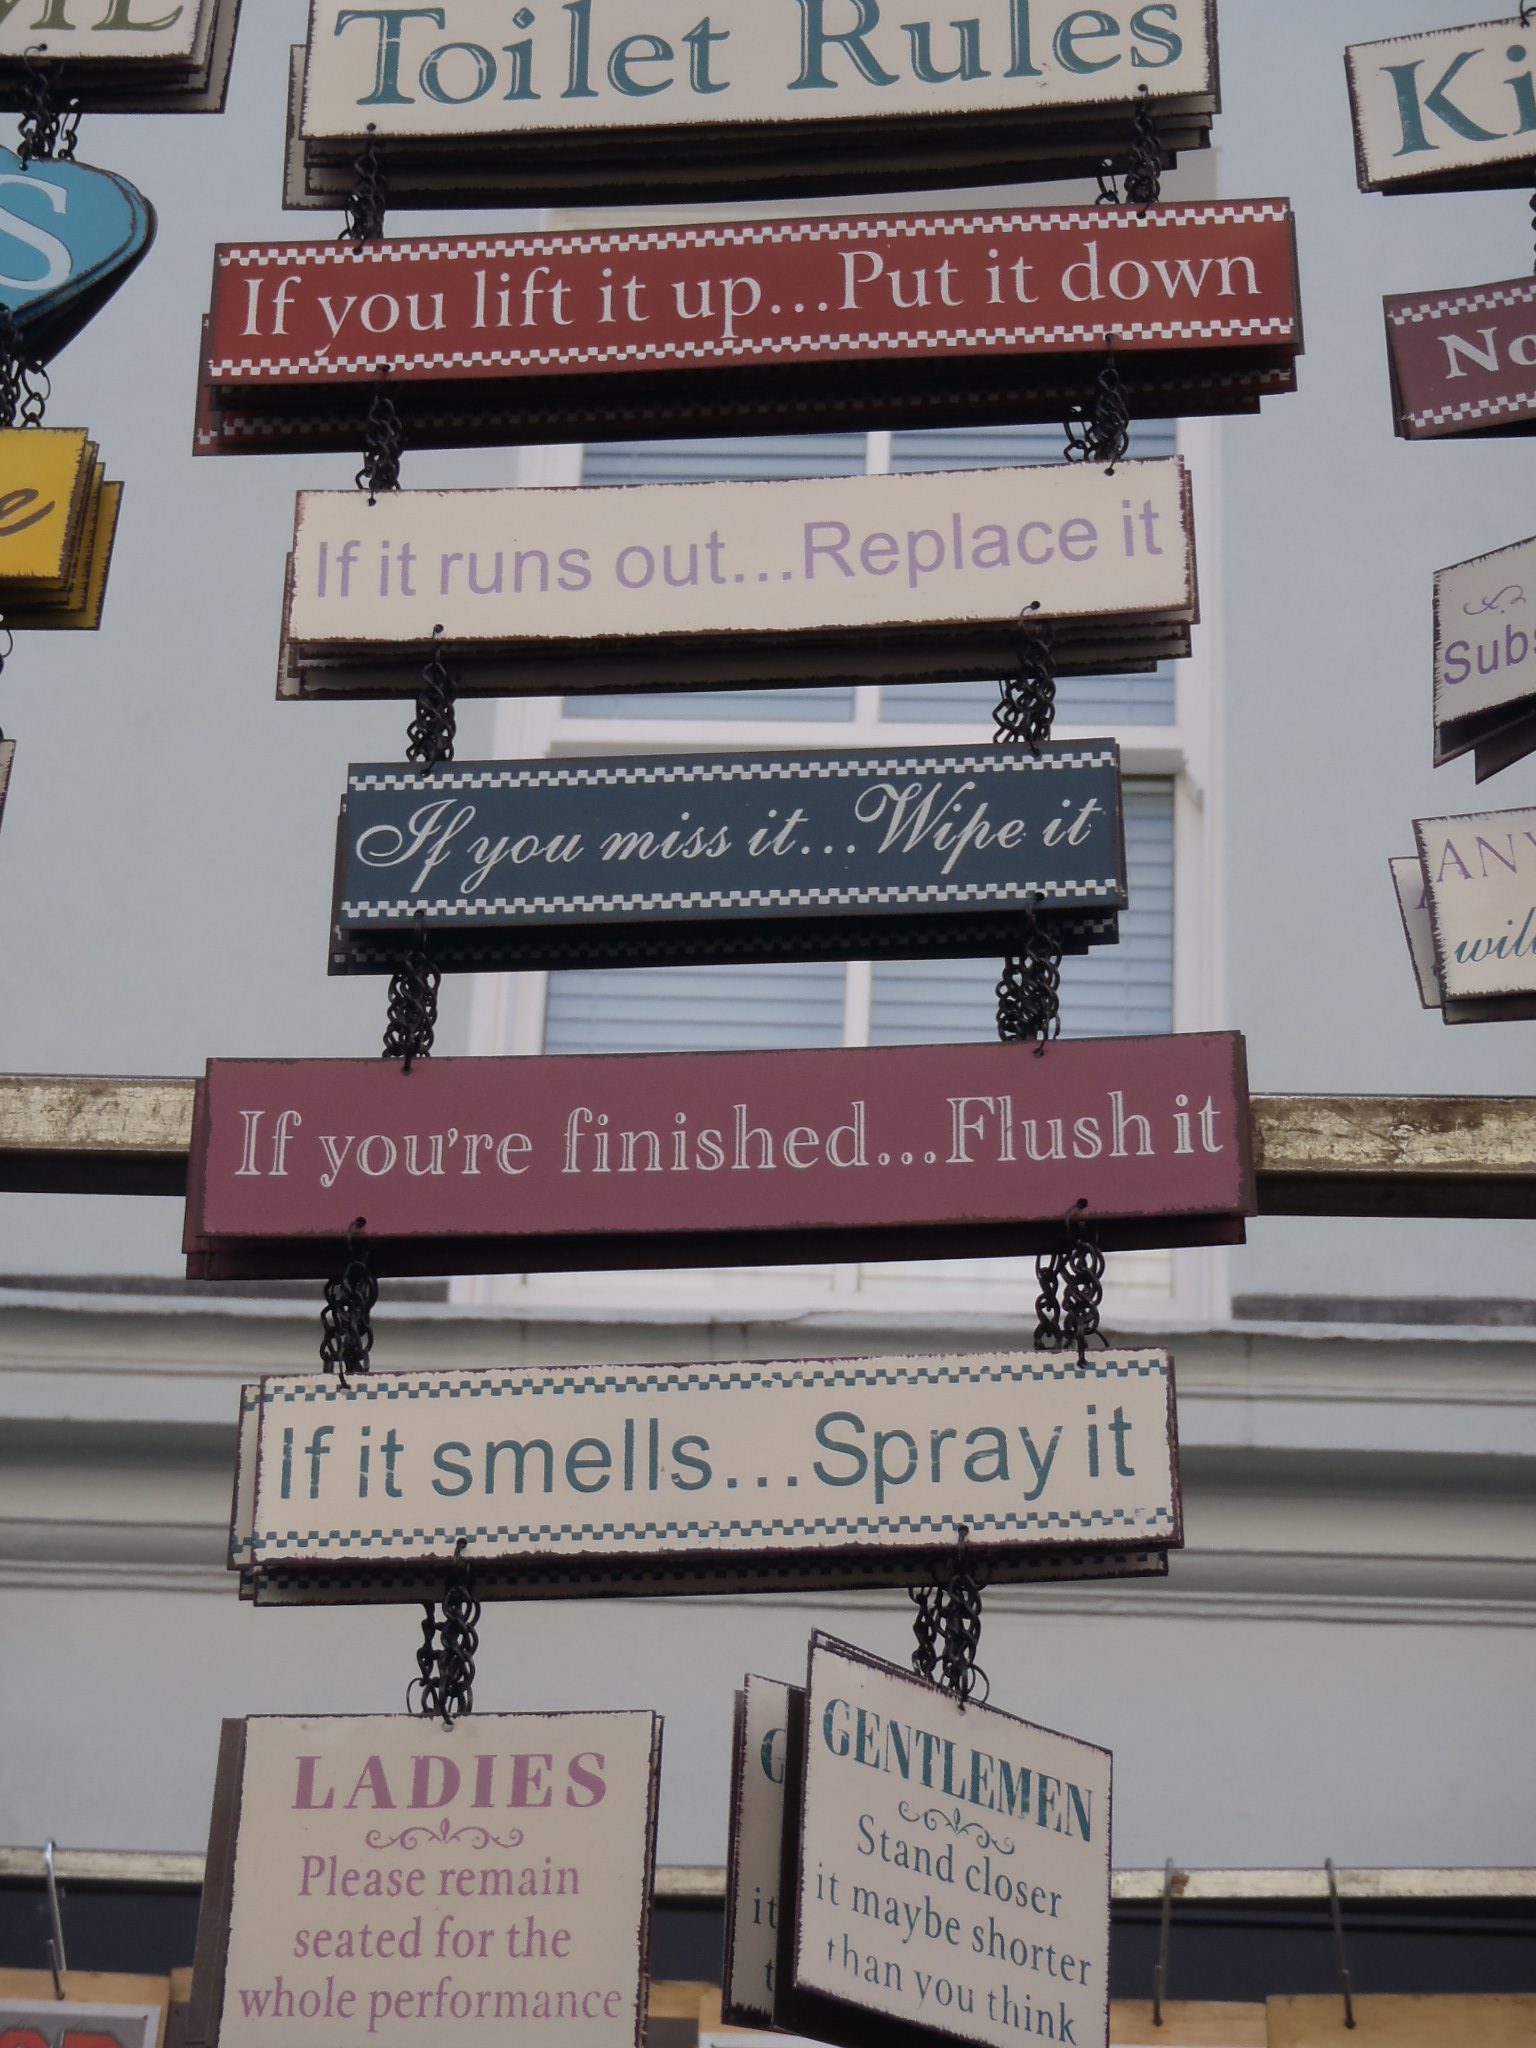 Toilet Rules
If you lift it up...Put it down
If it runs out...Replace it
If you miss it...Wipe it
If you're finished...Flush it
If it smells...Spray it
LADIES
Please remain
seated for the
whole performance
GENTLEMEN
Stand closer
it maybe shorter
than you think
ANY